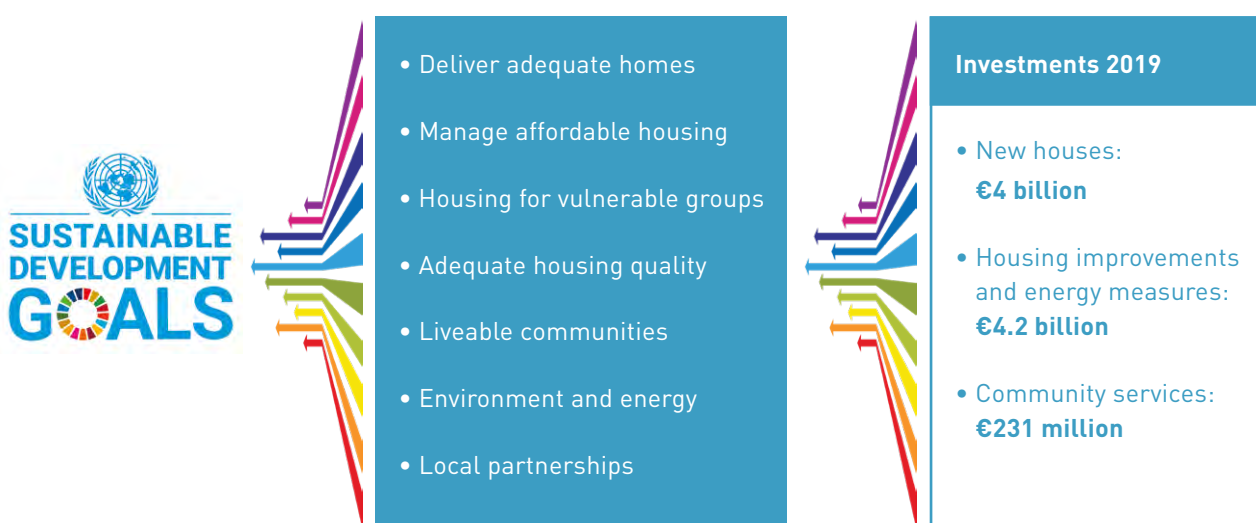 SUSTAINABLE
DEVELOPMENT
GOALS
• Deliver adequate homes
• Manage affordable housing
• Housing for vulnerable groups
• Adequate housing quality
• Liveable communities
• Environment and energy
• Local partnerships
Investments 2019
• New houses:
€4 billion
• Housing improvements
and energy measures:
€4.2 billion
• Community services:
€231 million